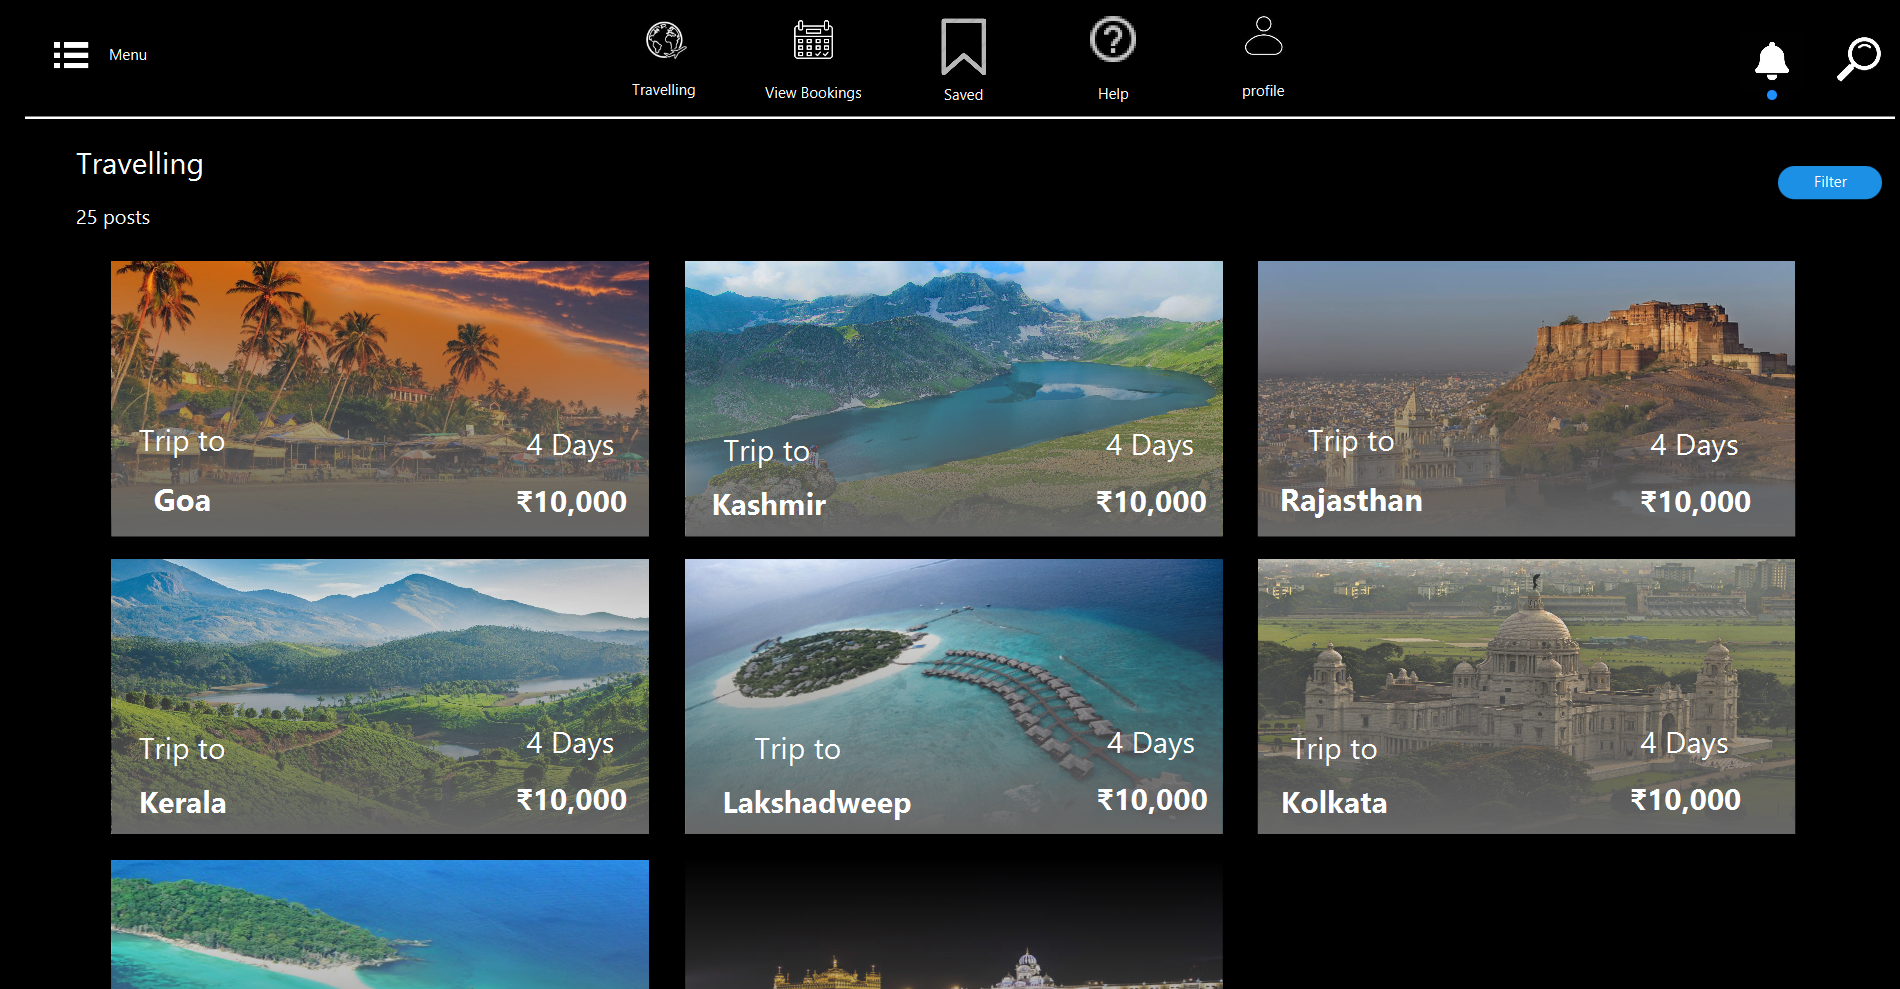 Menu
Travelling
View Bookings
Saved
Help
profile
Travelling
Filter
25 posts
Trip to
4 Days
Goa
₹10,000
Trip to
4 Days
Kashmir
₹10,000
Trip to
4 Days
Rajasthan
₹10,000
Trip to
4 Days
Kerala
₹10,000
Trip to
4 Days
Lakshadweep
₹10,000
Trip to
4 Days
Kolkata
₹10,000